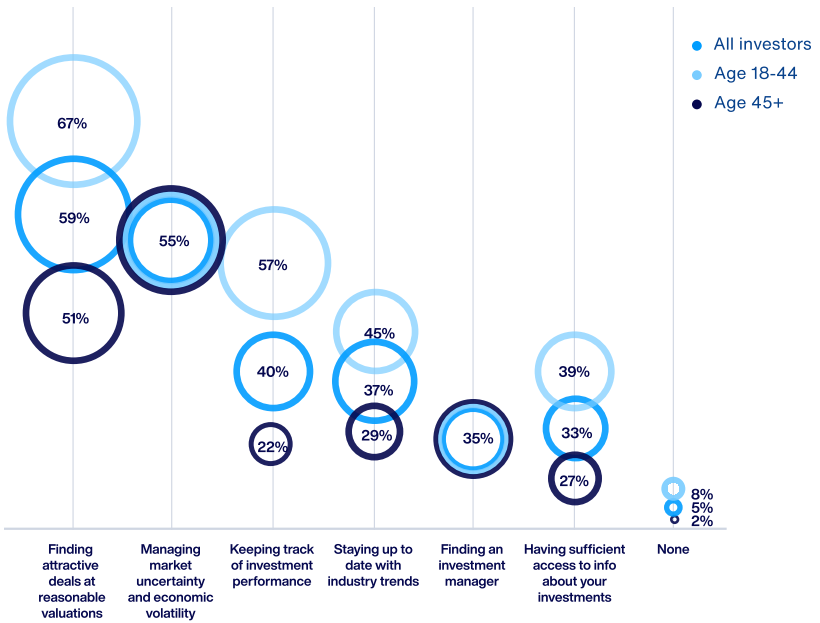 All investors
Age 18-44
Age 45+
67%
59%
51%
55%
57%
40%
22%
45%
37%
29%
35%
39%
33%
27%
8%
5%
2%
Finding
attractive
deals at
reasonable
valuations
Managing
market
uncertainty
and economic
volatility
Keeping track
of investment
performance
Staying up to
date with
industry trends
Finding an
investment
manager
Having sufficient
access to info
about your
investments
None